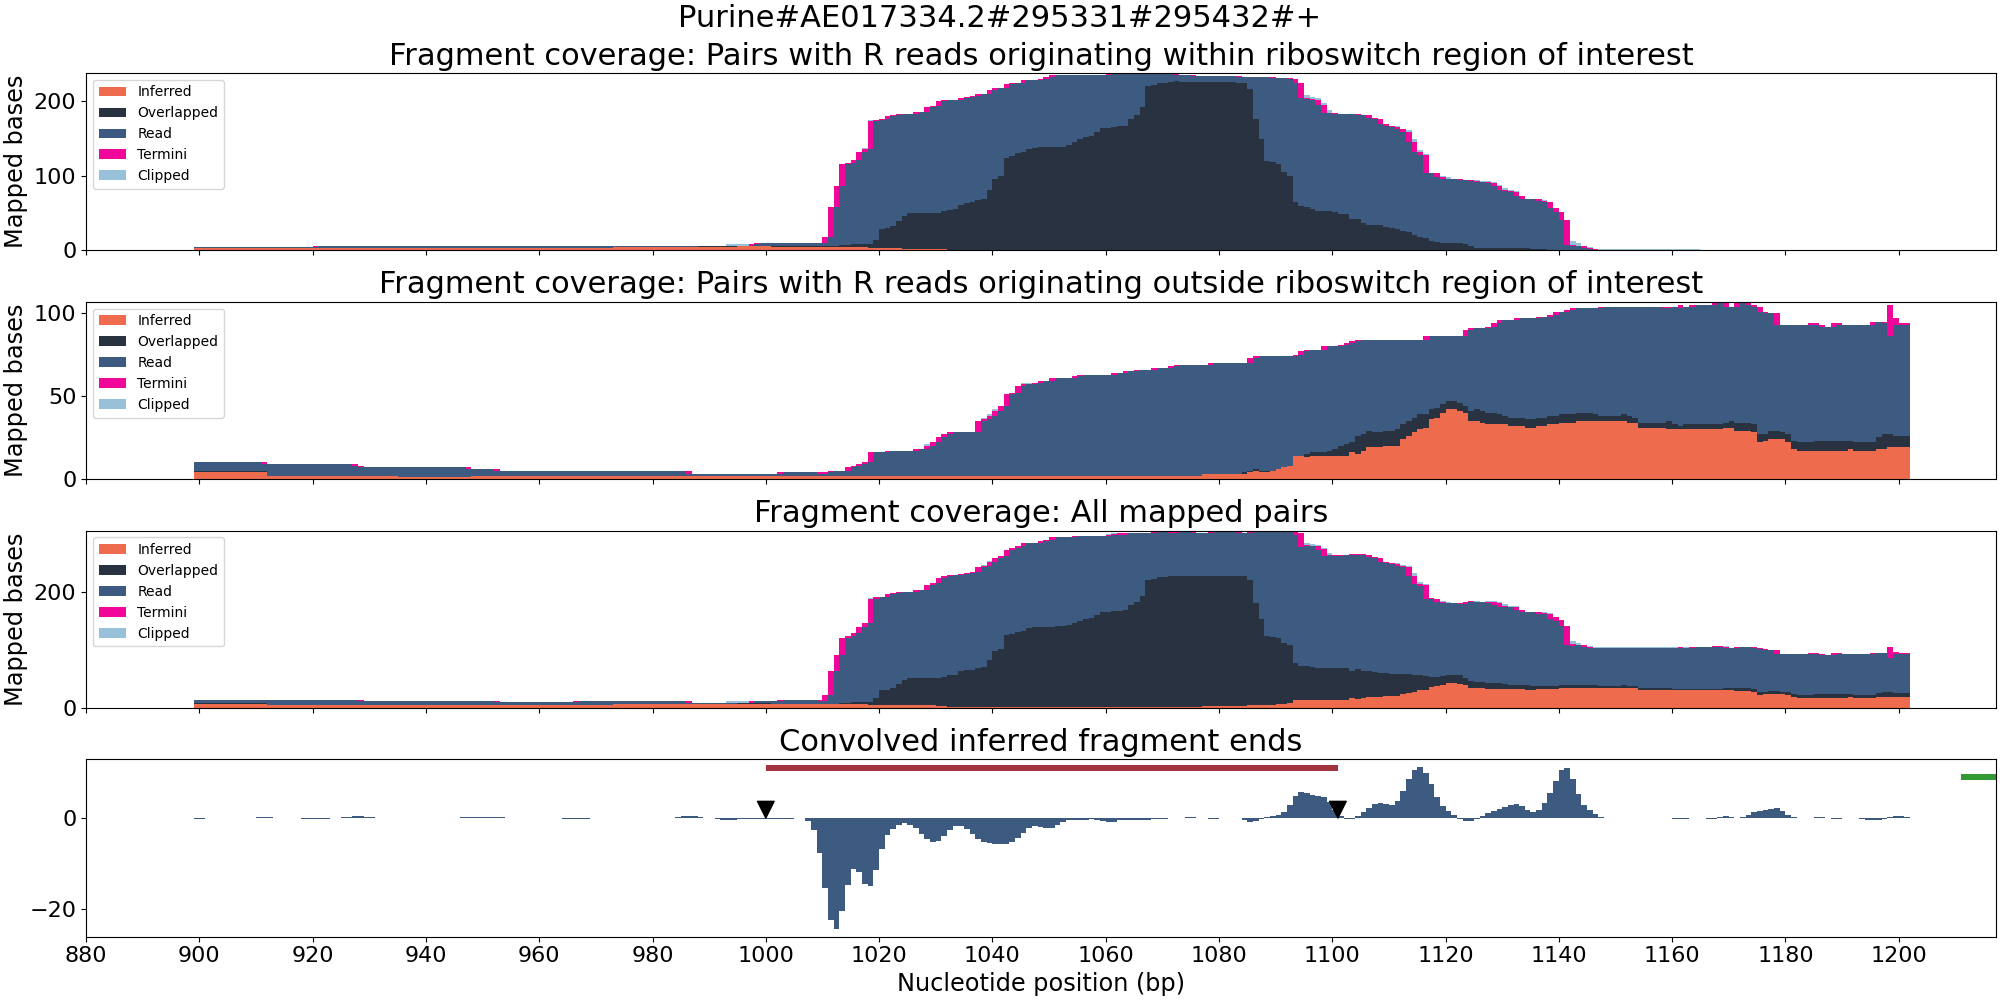 Purine#AE017334.2#295331#295432#+
Fragment coverage: Pairs with R reads originating within riboswitch region of interest
Mapped bases
200
100
0
Inferred
Overlapped
Read
Termini
Clipped
Fragment coverage: Pairs with R reads originating outside riboswitch region of interest
Mapped bases
100
50
0
Inferred
Overlapped
Read
Termini
Clipped
Fragment coverage: All mapped pairs
Mapped bases
200
0
Inferred
Overlapped
Read
Termini
Clipped
Convolved inferred fragment ends
0
−20
880 900 920 940 960 980 1000 1020 1040 1060 1080 1100 1120 1140 1160 1180 1200
Nucleotide position (bp)